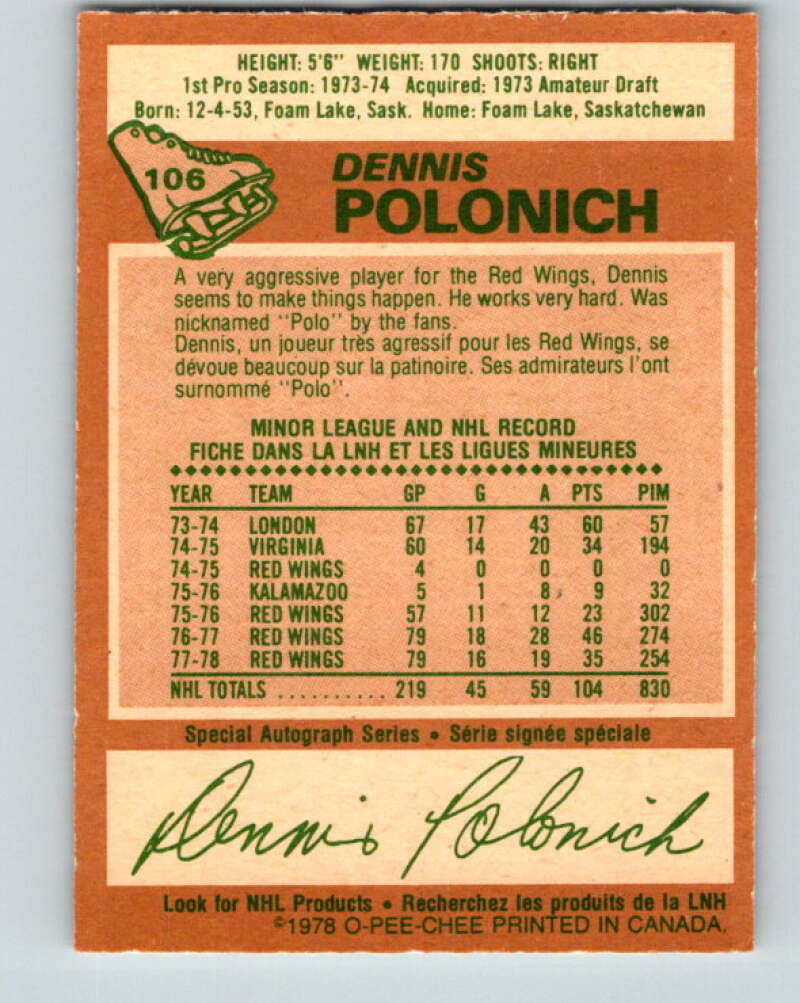 HEIGHT: 5'6" WEIGHT: 170 SHOOTS: RIGHT
1st Pro Season: 1973-74 Acquired: 1973 Amateur Draft
Born: 12-4-53, Foam Lake, Sask. Home: Foam Lake, Saskatchewan
106
DENNIS
POLONICH
A very aggressive player for the Red Wings, Dennis
seems to make things happen. He works very hard. Was
nicknamed "Polo" by the fans.
Dennis, un joueur très agressif pour les Red Wings, se
dévoue beaucoup sur la patinoire. Ses admirateurs l'ont
surnommé "Polo".
MINOR LEAGUE AND NHL RECORD
FICHE DANS LA LNH ET LES LIGUES MINEURES
YEAR TEAM GP G A PTS PIM
73-74 LONDON 67 17 43 60 57
74-75 VIRGINIA 60 14 20 34 194
74-75 RED WINGS 4 0 0 0 0
75-76 KALAMAZOO 5 1 8 9 32
75-76 RED WINGS 57 11 12 23 302
76-77 RED WINGS 79 18 28 46 274
77-78 RED WINGS 79 16 19 35 254
NHL TOTALS .......... 219 45 59 104 830
Special Autograph Series • Série signée spéciale
Dennis Polonich
Look for NHL Products • Recherchez les produits de la LNH
©1978 O-PEE-CHEE PRINTED IN CANADA.